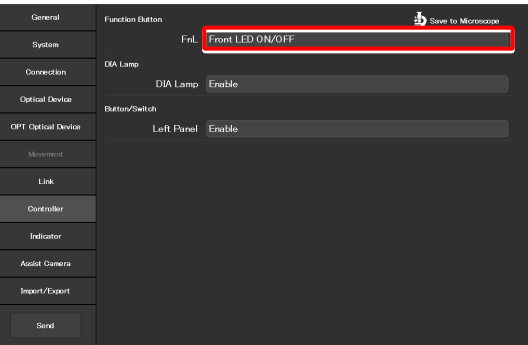 General
System
Connection
Optical Device
OPT Optical Device
Movement
Link
Controller
Indicator
Assist Camera
Import/Export
Send
Function Button
Save to Microscope
FnL Front LED ON/OFF
DIA Lamp
DIA Lamp Enable
Button/Switch
Left Panel Enable